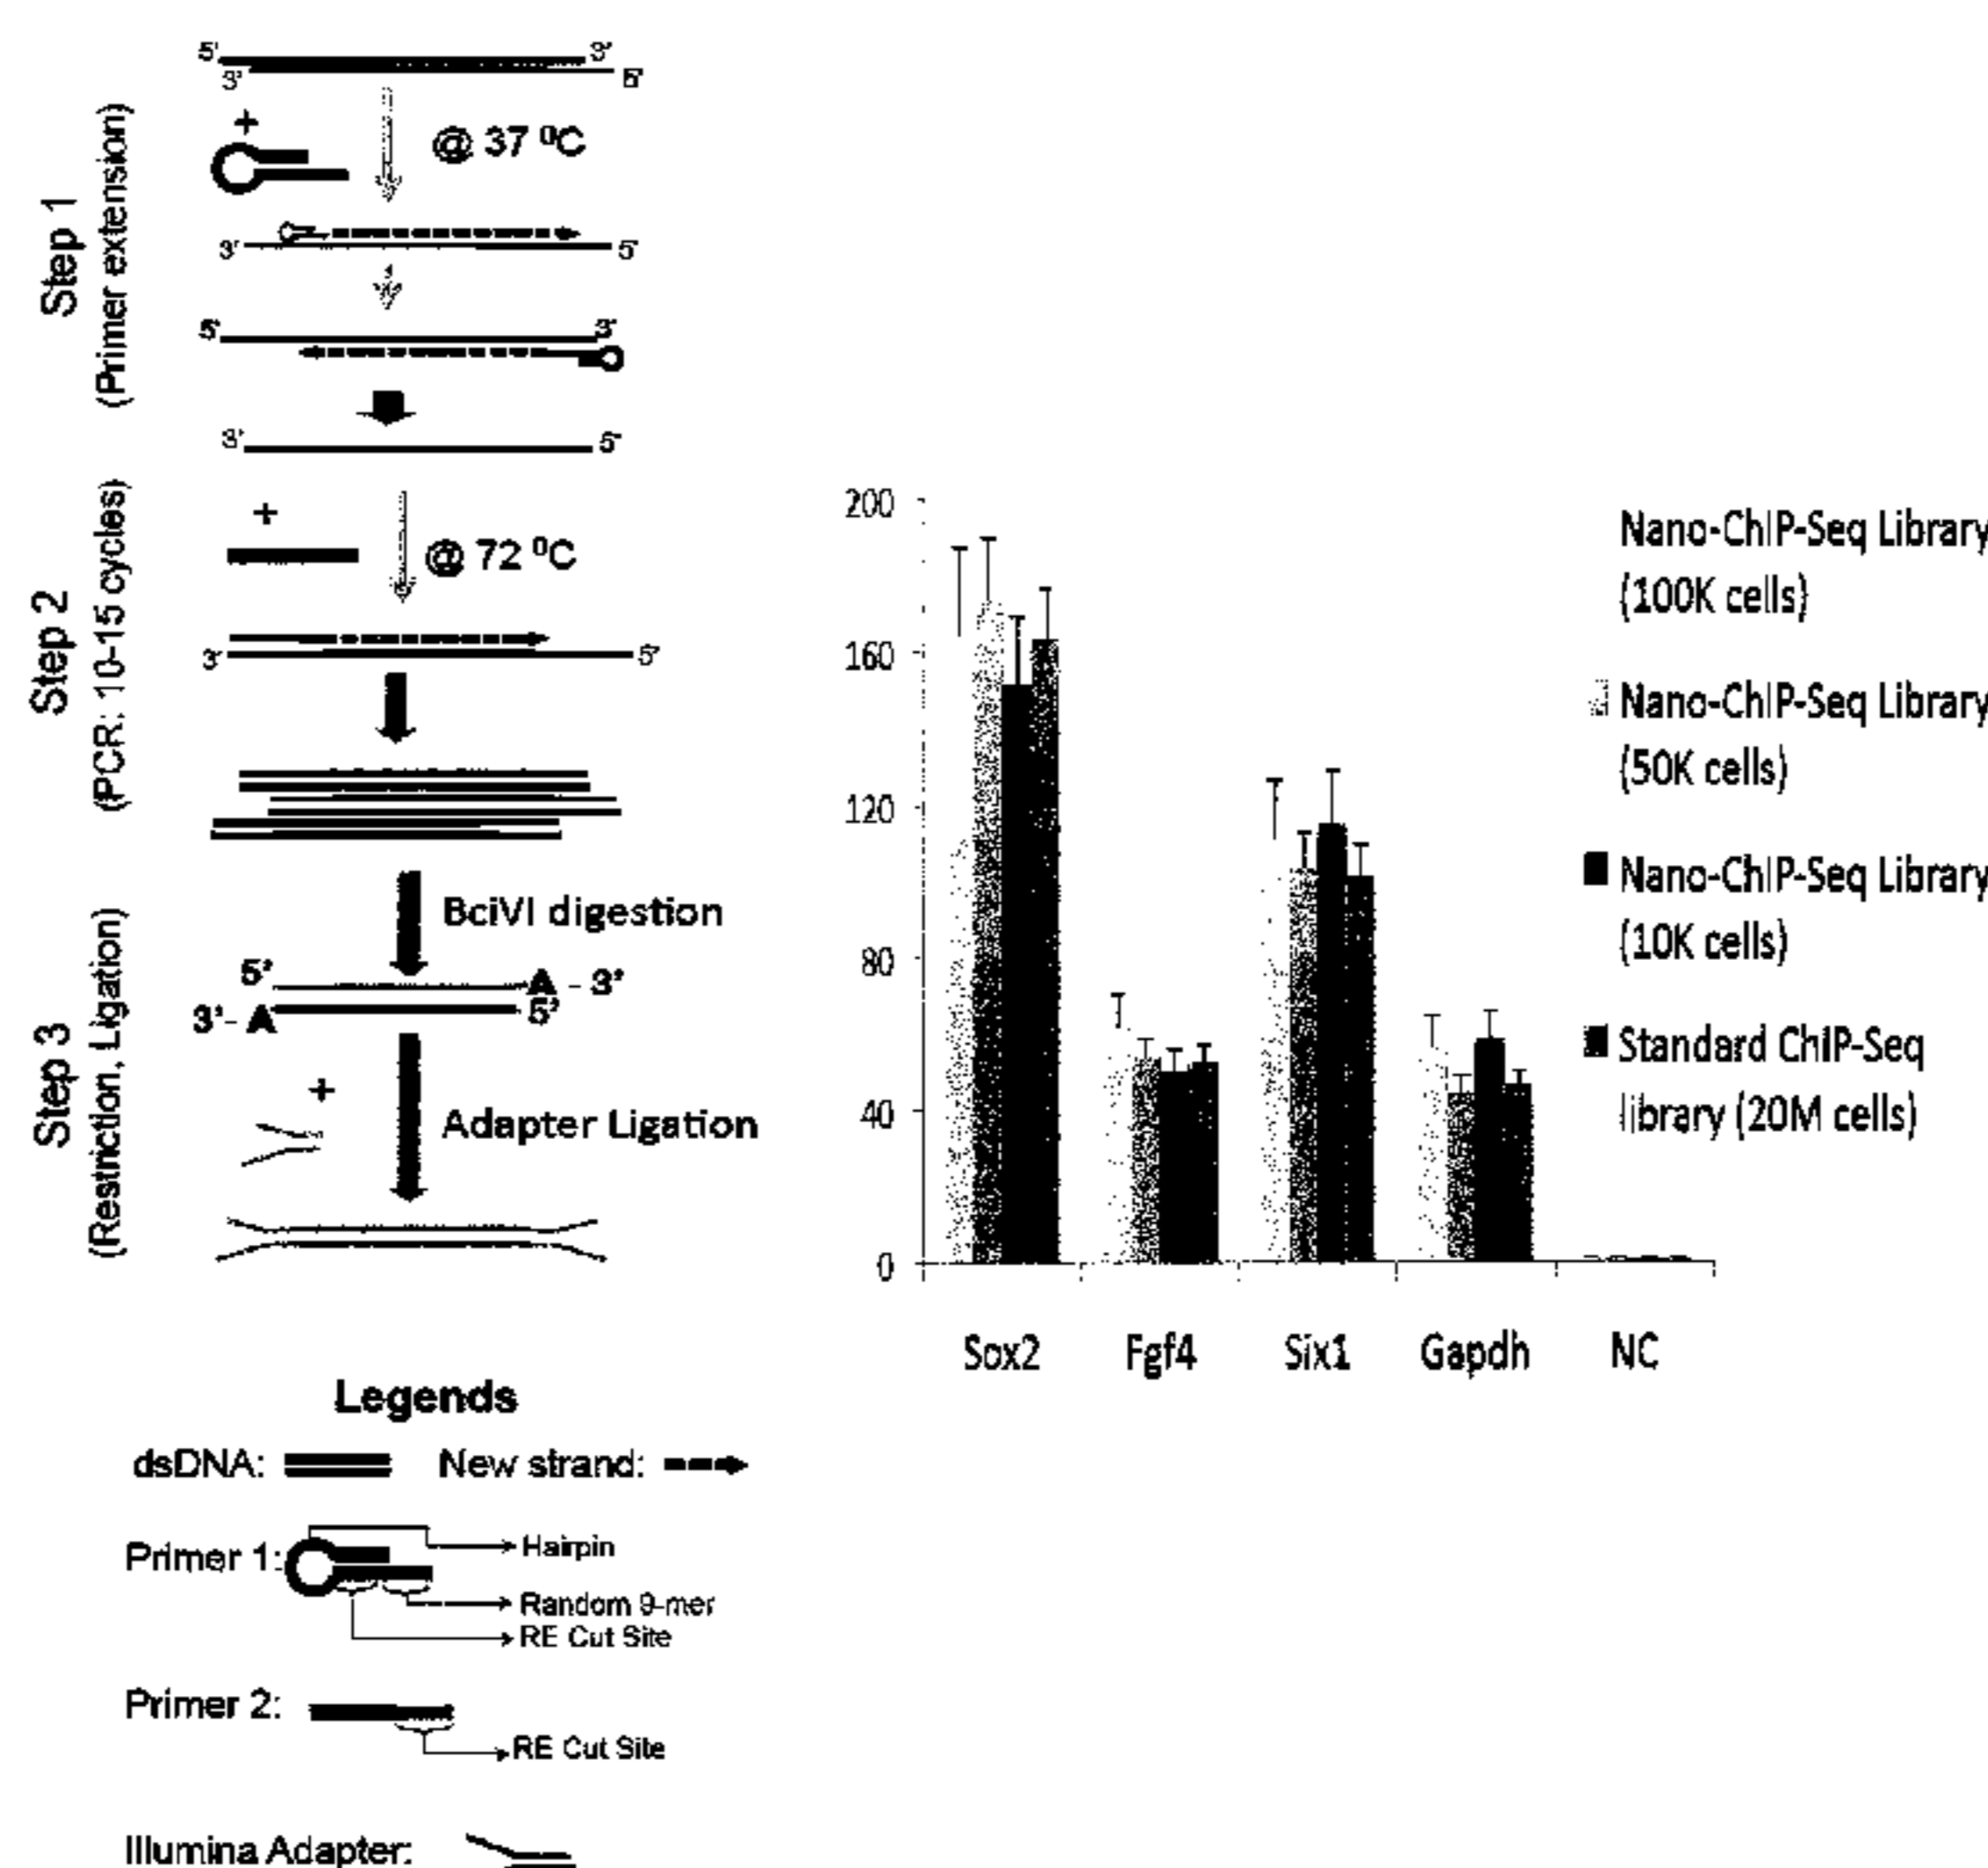 5' 3'
3' 5'
+
@ 37 ⁰C
3' 5'
5' 3'
3' 5'
Step 1
(Primer extension)
+
@ 72 ⁰C
3' 5'
Step 2
(PCR: 10-15 cycles)
BciVI digestion
5' A - 3'
3'- A 5'
+
Adapter Ligation
Step 3
(Restriction, Ligation)
Legends
dsDNA: New strand:
Primer 1:
Hairpin
Random 9-mer
RE Cut Site
Primer 2:
RE Cut Site
Illumina Adapter:
200
160
120
80
40
0
Sox2 Fgf4 Six1 Gapdh NC
Nano-ChIP-Seq Library
(100K cells)
Nano-ChIP-Seq Library
(50K cells)
Nano-ChIP-Seq Library
(10K cells)
Standard ChIP-Seq
library (20M cells)